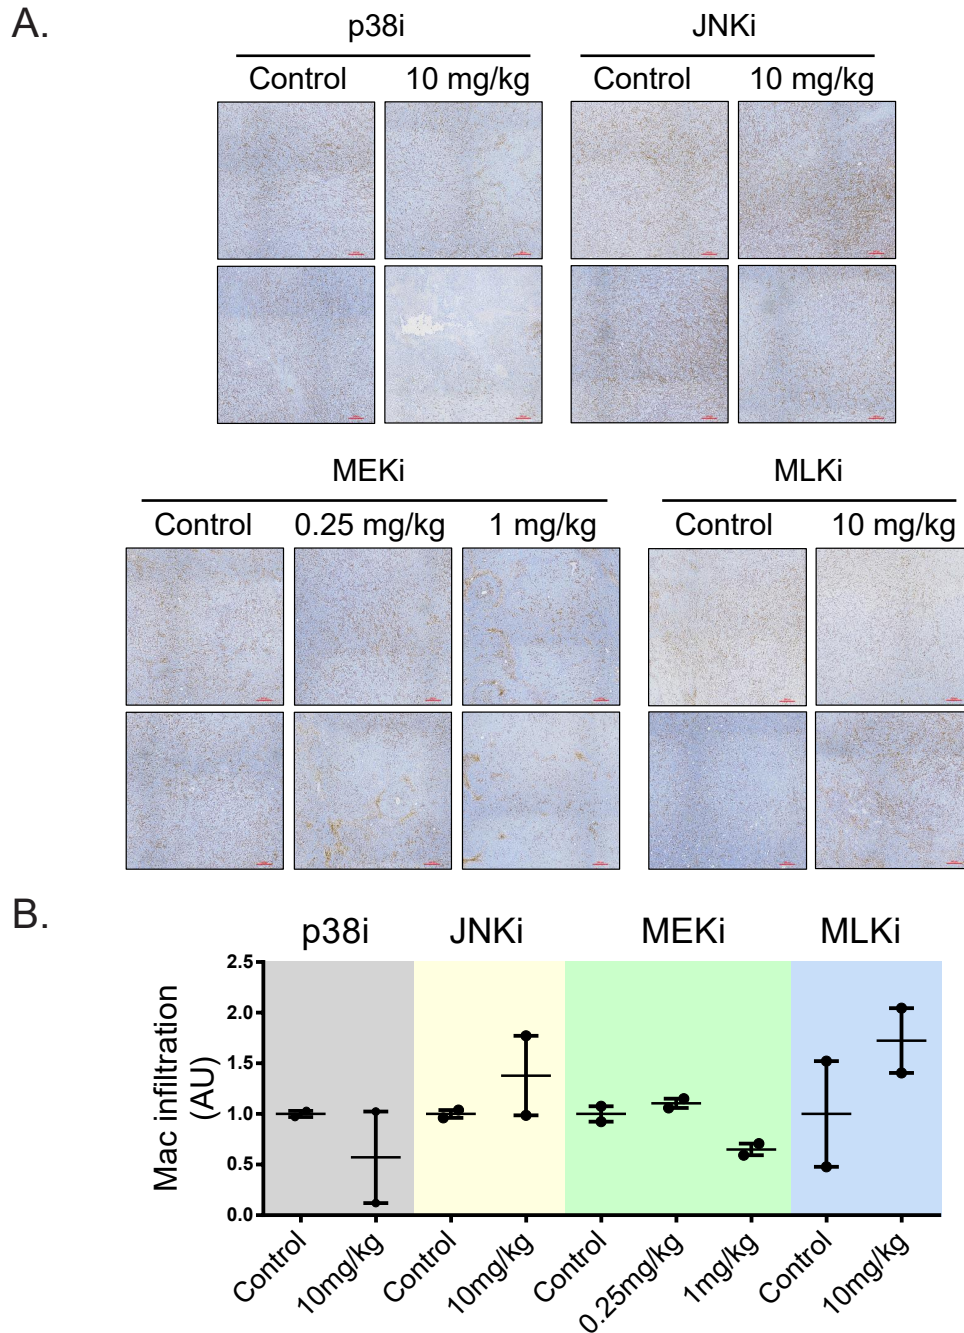 A.
p38i JNKi
Control 10 mg/kg Control 10 mg/kg
MEKi MLKi
Control 0.25 mg/kg 1 mg/kg Control 10 mg/kg
B.
p38i JNKi MEKi MLKi
2.5
2.0
1.5
1.0
0.5
0.0
Mac infiltration
(AU)
Control 10mg/kg Control 10mg/kg Control 0.25mg/kg 1mg/kg Control 10mg/kg